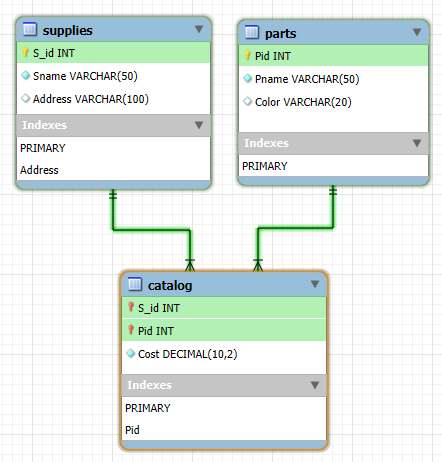 supplies
S_id INT
Sname VARCHAR(50)
Address VARCHAR(100)
Indexes
PRIMARY
Address
parts
Pid INT
Pname VARCHAR(50)
Color VARCHAR(20)
Indexes
PRIMARY
catalog
S_id INT
Pid INT
Cost DECIMAL(10,2)
Indexes
PRIMARY
Pid